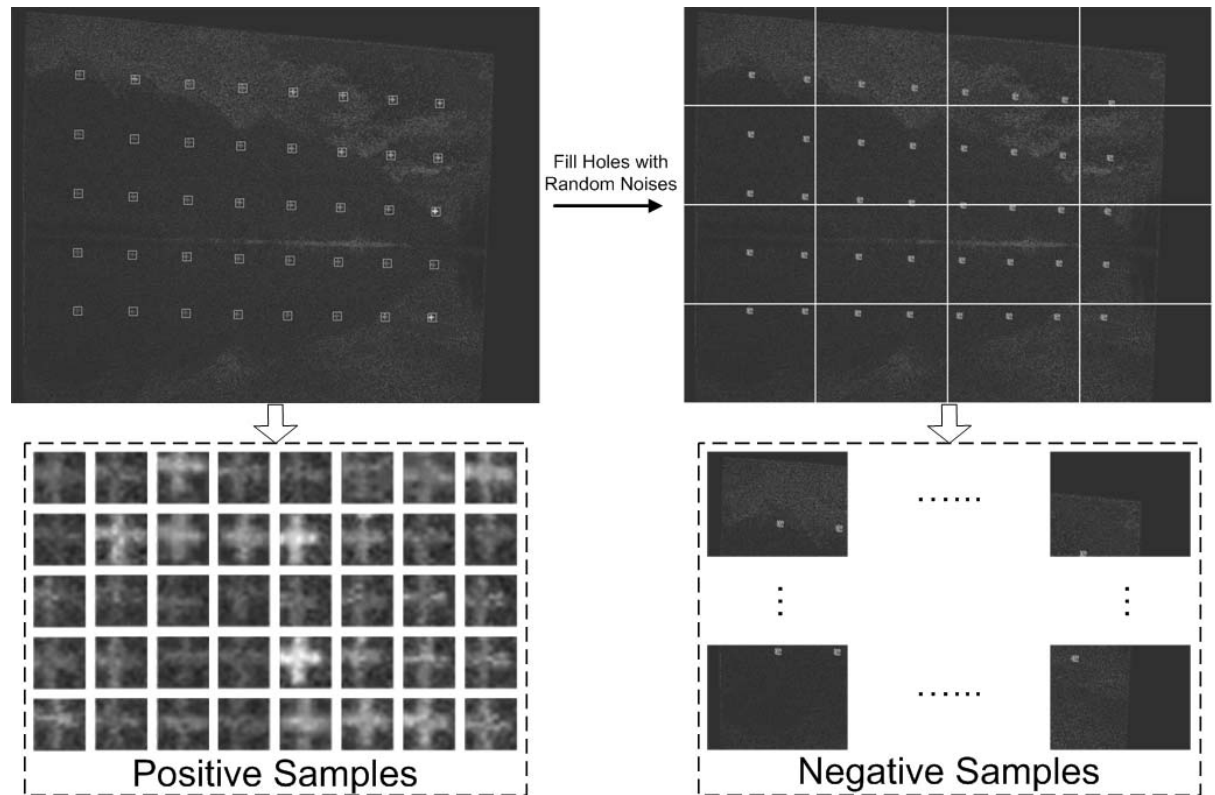 Fill Holes with
Random Noises
Positive Samples
Negative Samples